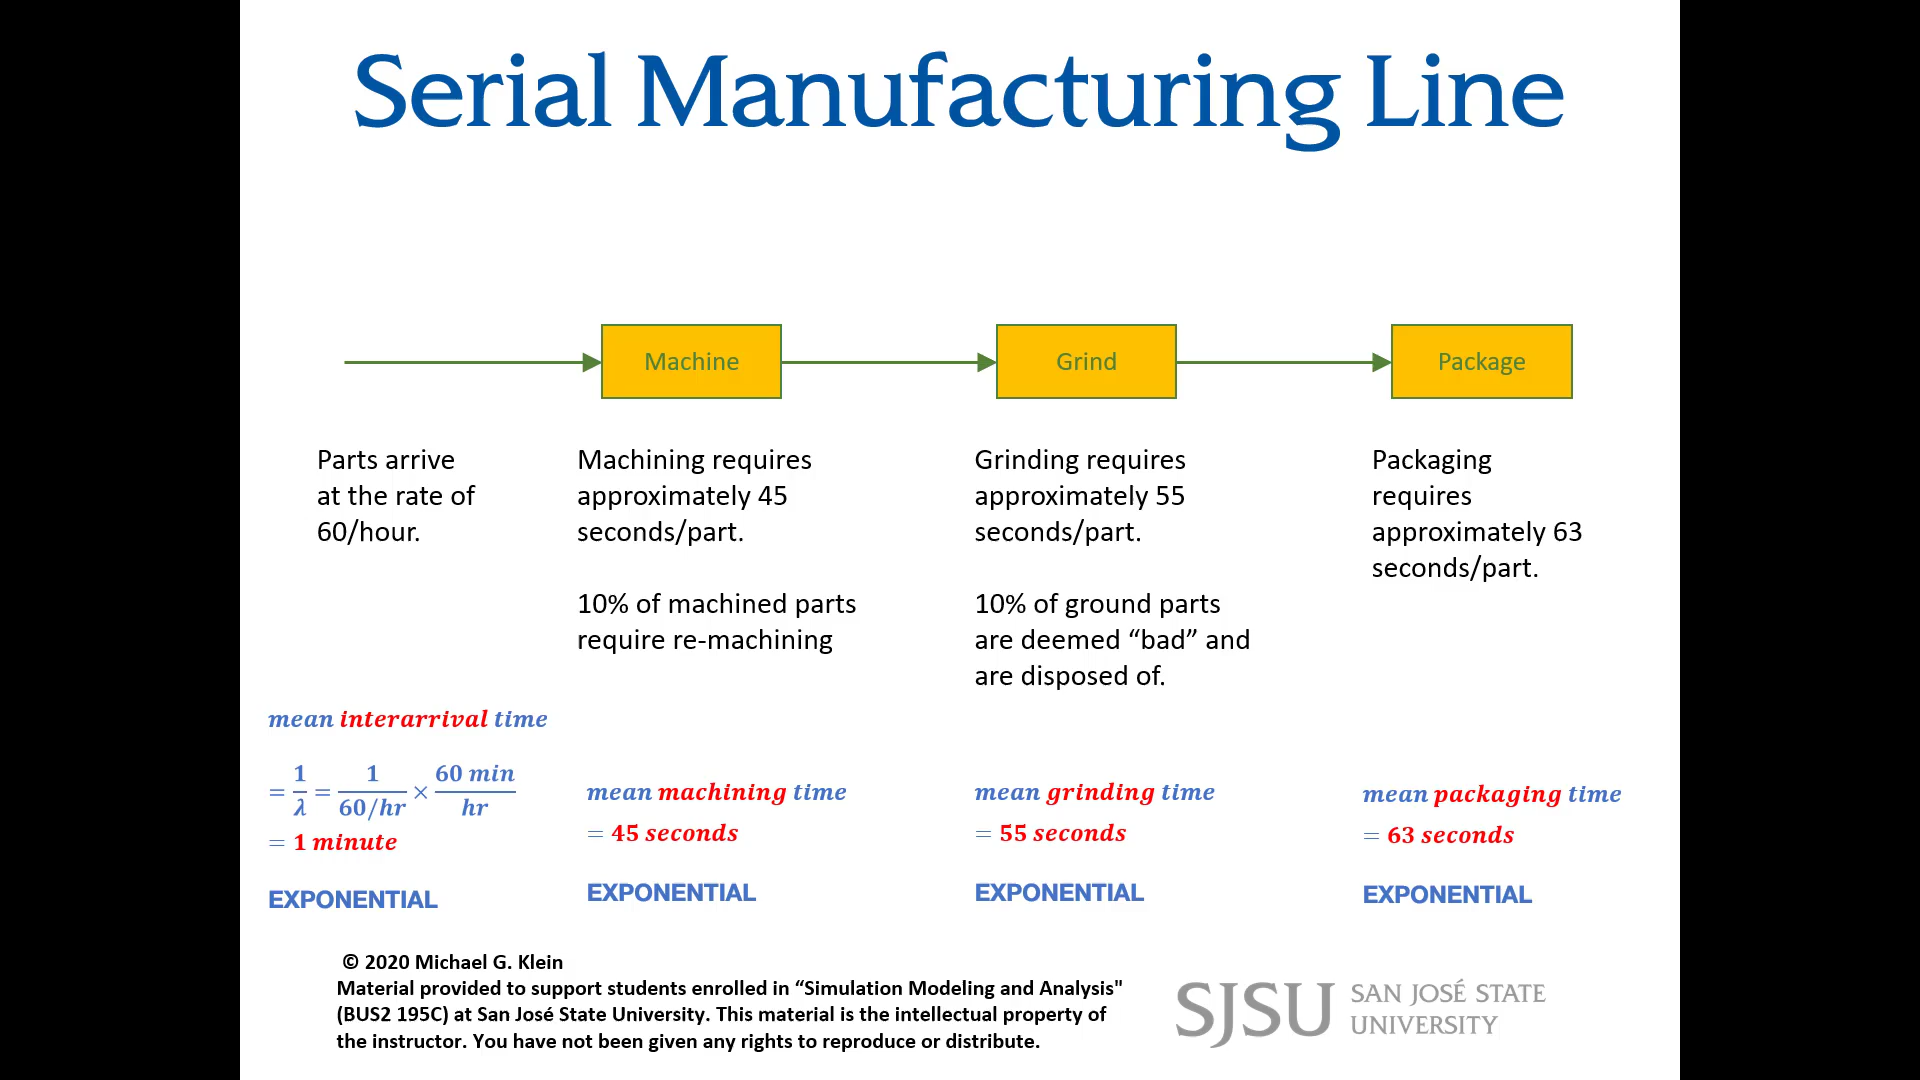 Serial Manufacturing Line
Machine
Grind
Package
Parts arrive
at the rate of
60/hour.
Machining requires
approximately 45
seconds/part.
10% of machined parts
require re-machining
Grinding requires
approximately 55
seconds/part.
10% of ground parts
are deemed “bad” and
are disposed of.
Packaging
requires
approximately 63
seconds/part.
mean interarrival time
= 1/λ = 1/60/hr × 60 min/hr
= 1 minute
EXPONENTIAL
mean machining time
= 45 seconds
EXPONENTIAL
mean grinding time
= 55 seconds
EXPONENTIAL
mean packaging time
= 63 seconds
EXPONENTIAL
© 2020 Michael G. Klein
Material provided to support students enrolled in “Simulation Modeling and Analysis"
(BUS2 195C) at San José State University. This material is the intellectual property of
the instructor. You have not been given any rights to reproduce or distribute.
SJSU SAN JOSÉ STATE
UNIVERSITY